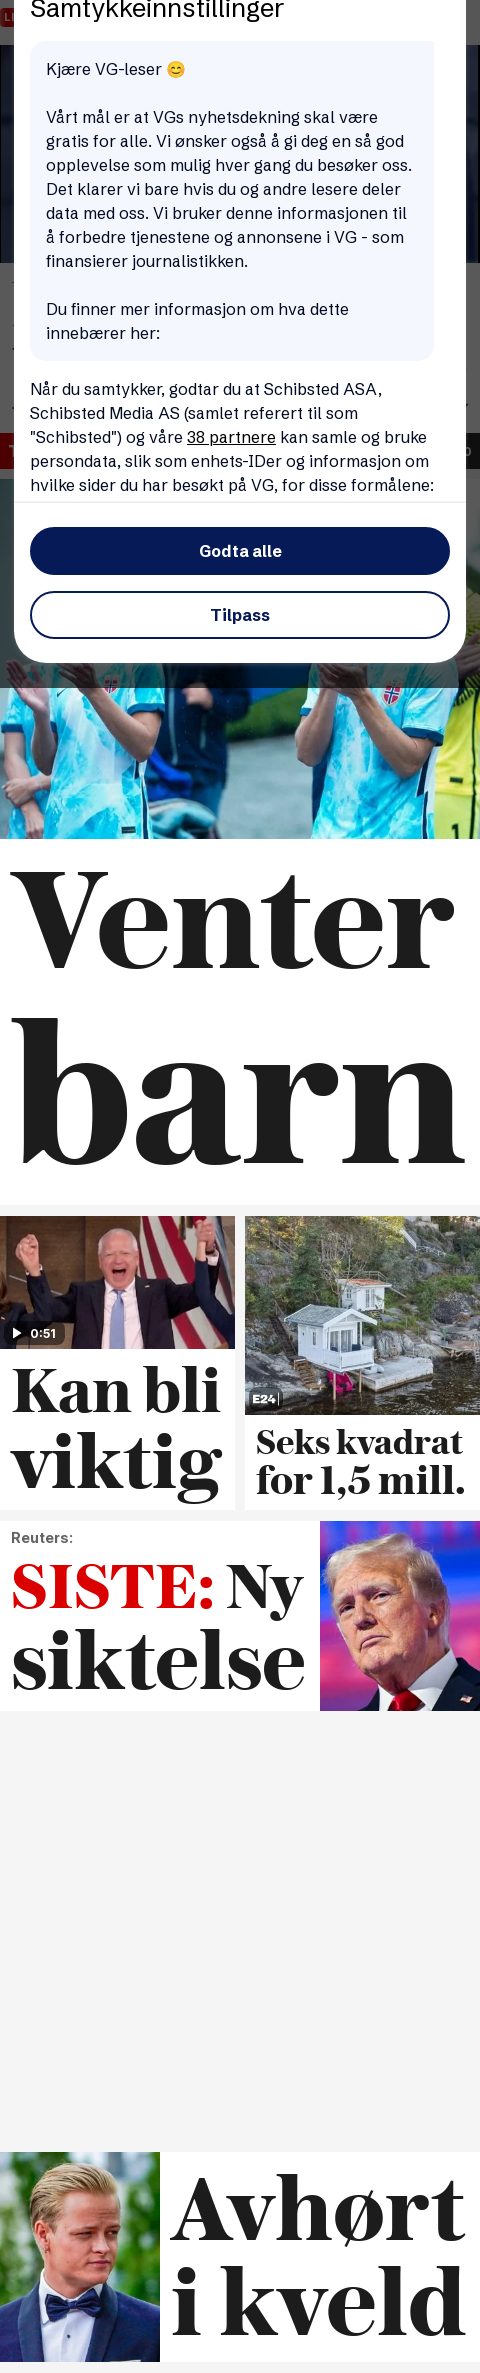 Samtykkeinnstillinger
Kjære VG-leser 😊
Vårt mål er at VGs nyhetsdekning skal være
gratis for alle. Vi ønsker også å gi deg en så god
opplevelse som mulig hver gang du besøker oss.
Det klarer vi bare hvis du og andre lesere deler
data med oss. Vi bruker denne informasjonen til
å forbedre tjenestene og annonsene i VG - som
finansierer journalistikken.
Du finner mer informasjon om hva dette
innebærer her:
Når du samtykker, godtar du at Schibsted ASA,
Schibsted Media AS (samlet referert til som
"Schibsted") og våre 38 partnere kan samle og bruke
persondata, slik som enhets-IDer og informasjon om
hvilke sider du har besøkt på VG, for disse formålene:
Godta alle
Tilpass
Venter
barn
0:51
Kan bli
viktig
E24
Seks kvadrat
for 1,5 mill.
Reuters:
SISTE: Ny
siktelse
Avhørt
i kveld